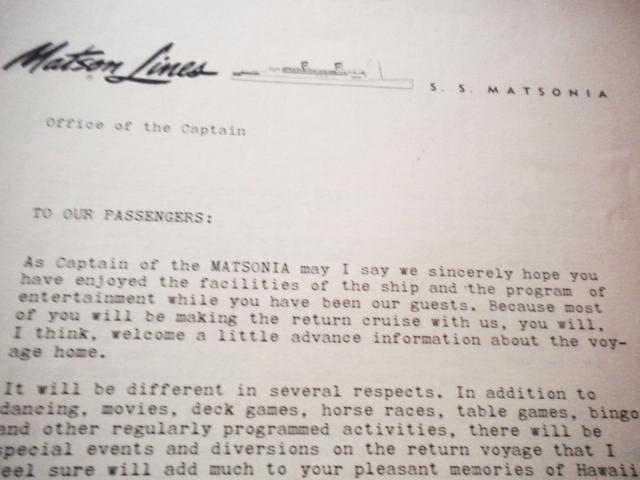 Matson Lines S. S. MATSONIA
Office of the Captain
TO OUR PASSENGERS:
As Captain of the MATSONIA may I say we sincerely hope you
have enjoyed the facilities of the ship and the program of
entertainment while you have been our guests. Because most
of you will be making the return cruise with us, you will,
I think, welcome a little advance information about the voy-
age home.
It will be different in several respects. In addition to
dancing, movies, deck games, horse races, table games, bingo
and other regularly programmed activities, there will be
special events and diversions on the return voyage that I
feel sure will add much to your pleasant memories of Hawaii